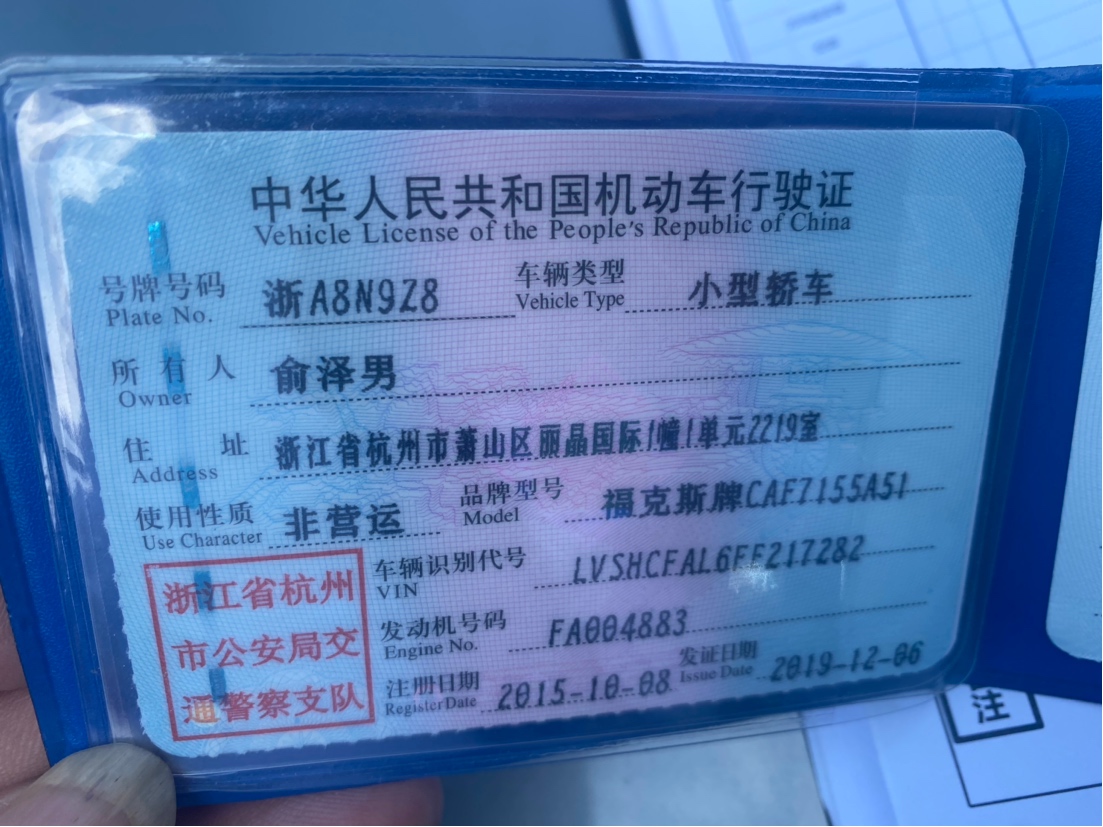 中华人民共和国机动车行驶证
Vehicle License of the People's Republic of China
号牌号码 浙A8N9Z8 车辆类型 小型轿车
Plate No. Vehicle Type
所有人 俞泽男
Owner
住址 浙江省杭州市萧山区丽晶国际1幢1单元2219室
Address
使用性质 非营运 品牌型号 福克斯牌CAF7155A51
Use Character Model
浙江省杭州
市公安局交
通警察支队
车辆识别代号 LVSHCFAL6FF217282
VIN
发动机号码 FA004883
Engine No.
注册日期 2015-10-08 发证日期 2019-12-06
Register Date Issue Date
注